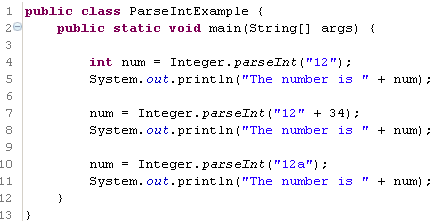 1 public class ParseIntExample {
2 public static void main(String[] args) {
3
4 int num = Integer.parseInt("12");
5 System.out.println("The number is " + num);
6
7 num = Integer.parseInt("12" + 34);
8 System.out.println("The number is " + num);
9
10 num = Integer.parseInt("12a");
11 System.out.println("The number is " + num);
12 }
13 }